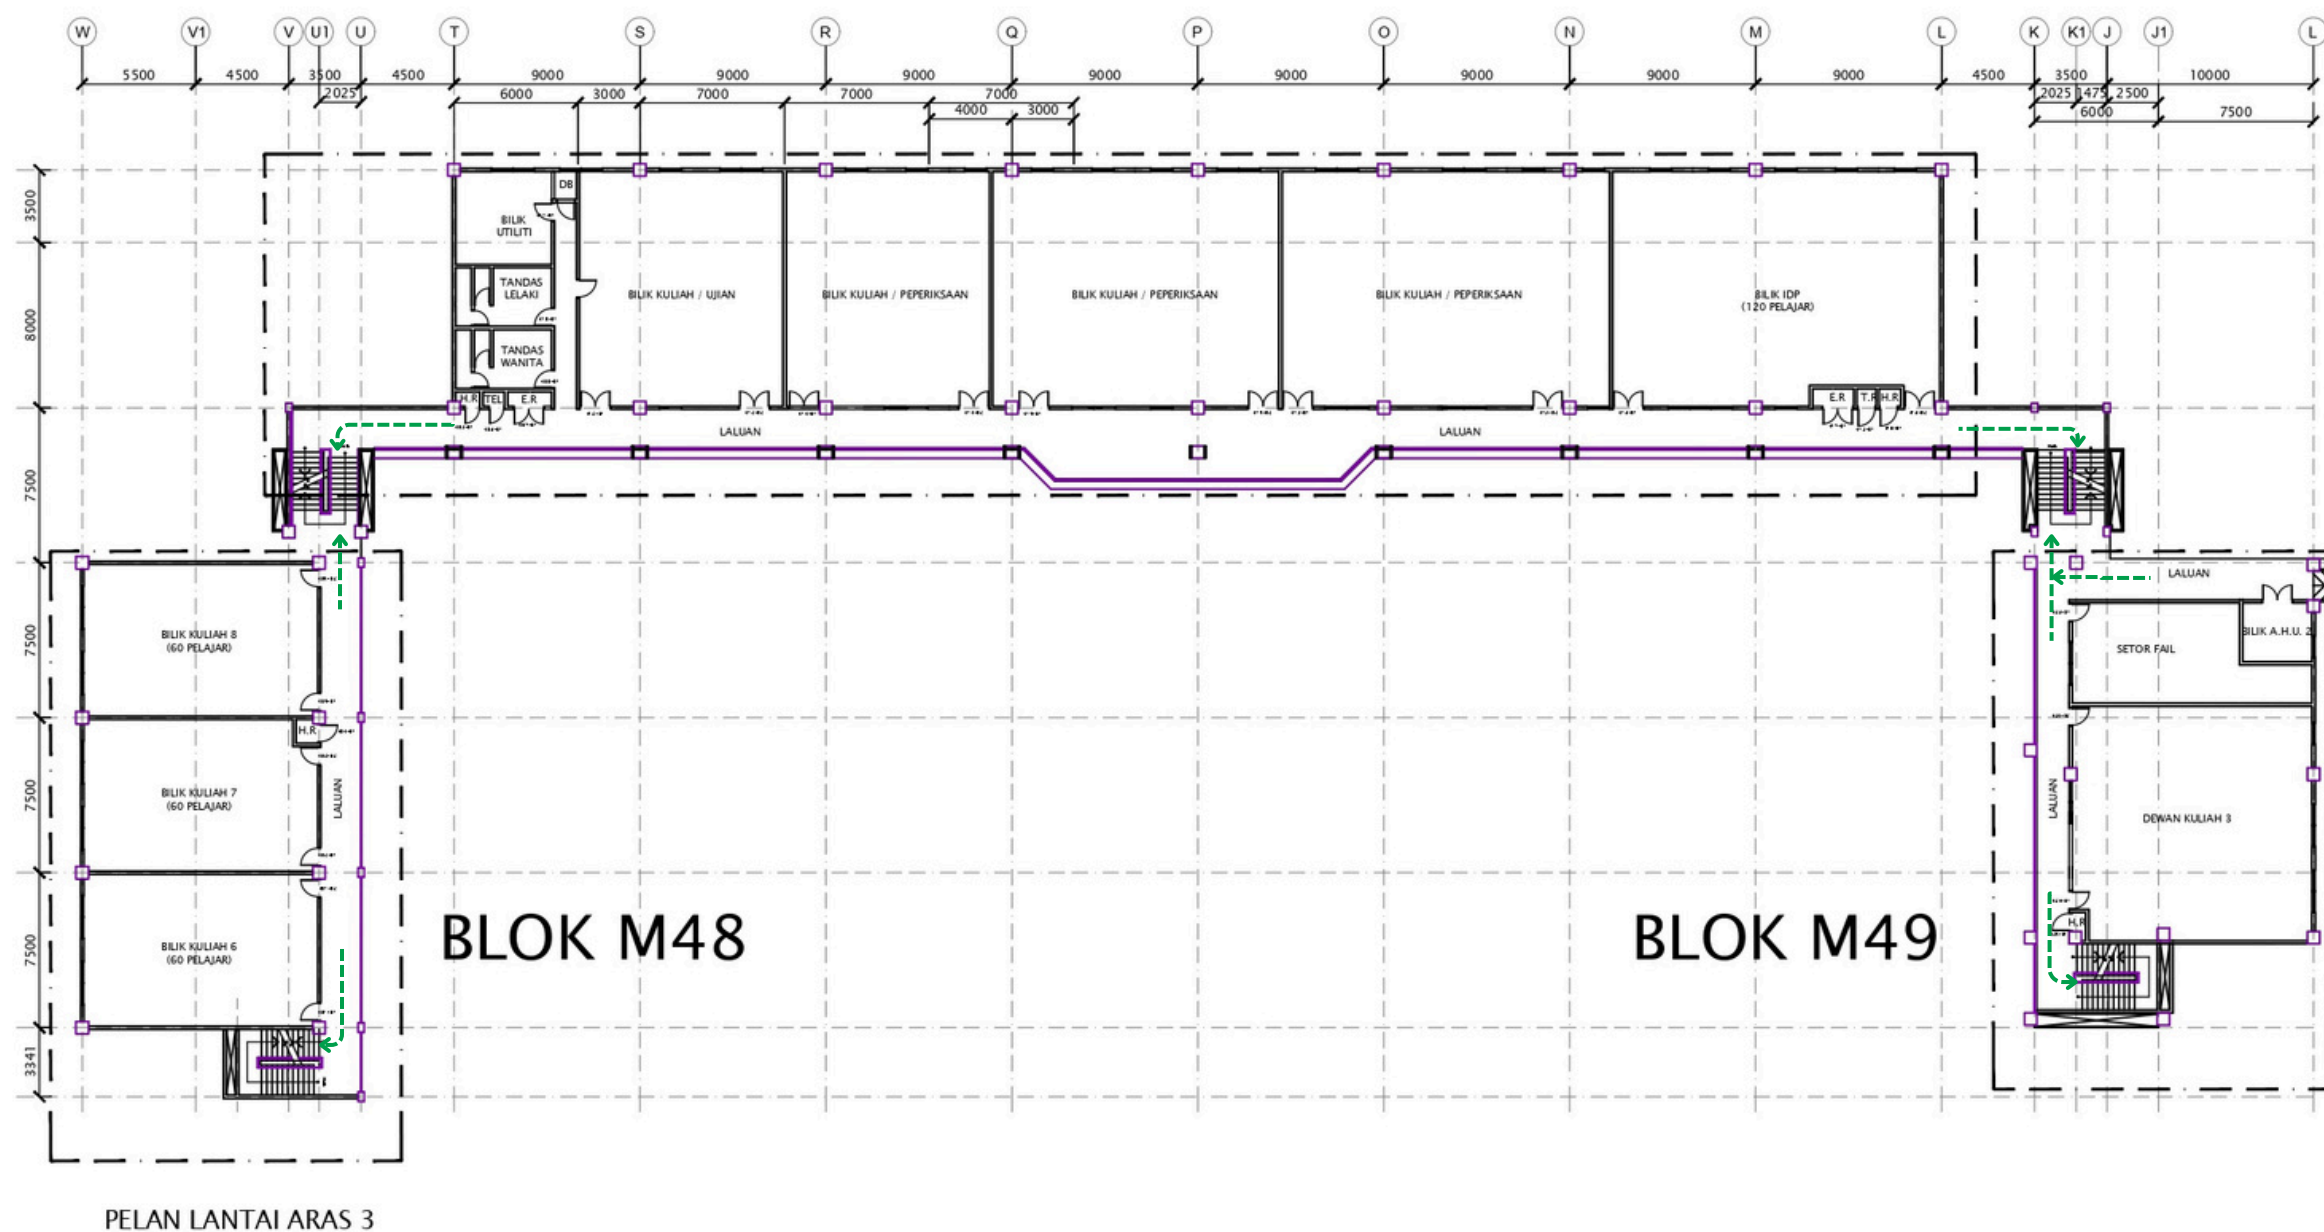 W V1 V U1 U T S R Q P O N M L K K1 J J1 L
5500 4500 3500 4500 9000 9000 9000 9000 9000 9000 9000 9000 4500 3500 10000
2025 6000 3000 7000 7000 7000 2025 1475 2500
4000 3000 6000 7500
3500
8000
7500
7500
7500
7500
3341
DB
BILIK
UTILITI
TANDAS
LELAKI
TANDAS
WANITA
H.R TEL E.R
BILIK KULIAH / UJIAN
BILIK KULIAH / PEPERIKSAAN
BILIK KULIAH / PEPERIKSAAN
BILIK KULIAH / PEPERIKSAAN
BILIK IDP
(120 PELAJAR)
E.R T.R H.R
LALUAN
LALUAN
BILIK KULIAH 8
(60 PELAJAR)
H.R
BILIK KULIAH 7
(60 PELAJAR)
LALUAN
BILIK KULIAH 6
(60 PELAJAR)
BLOK M48
BLOK M49
LALUAN
BILIK A.H.U. 2
SETOR FAIL
LALUAN
DEWAN KULIAH 3
H.R
PELAN LANTAI ARAS 3